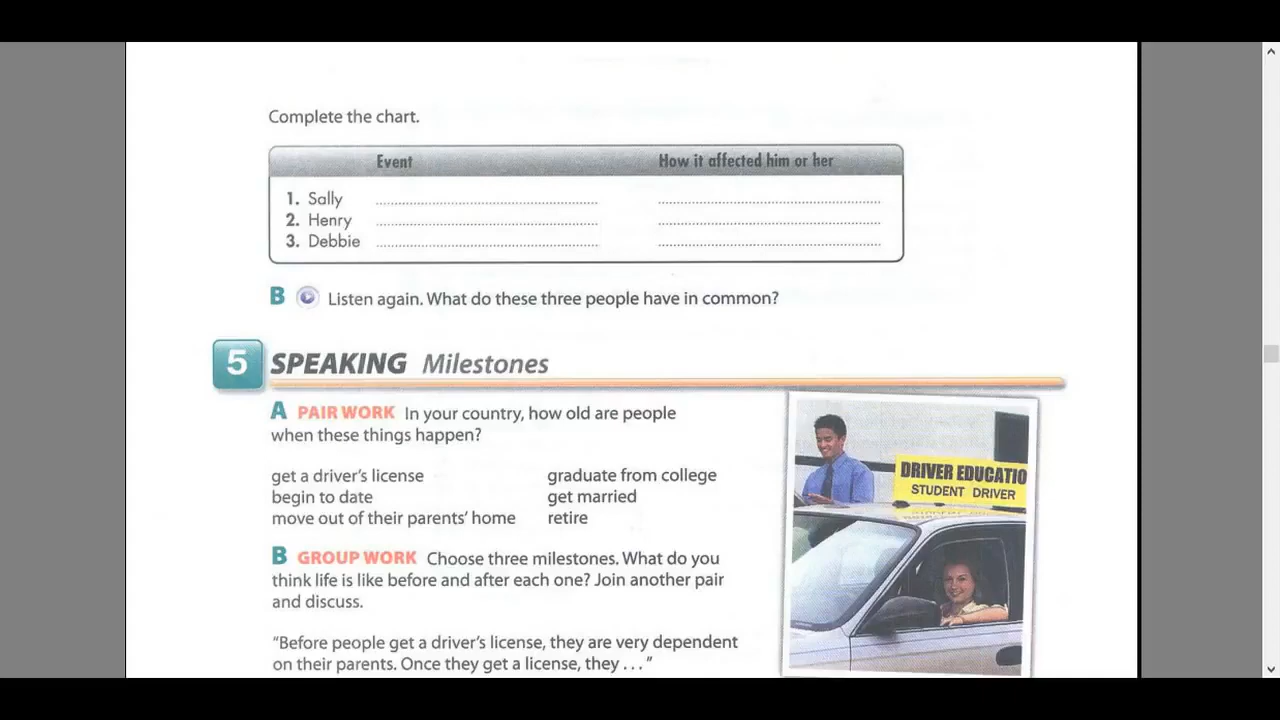 Complete the chart.
Event How it affected him or her
1. Sally
2. Henry
3. Debbie
B Listen again. What do these three people have in common?
5 SPEAKING Milestones
A PAIR WORK In your country, how old are people
when these things happen?
get a driver's license graduate from college
begin to date get married
move out of their parents' home retire
B GROUP WORK Choose three milestones. What do you
think life is like before and after each one? Join another pair
and discuss.
"Before people get a driver's license, they are very dependent
on their parents. Once they get a license, they . . ."
DRIVER EDUCATIO
STUDENT DRIVER